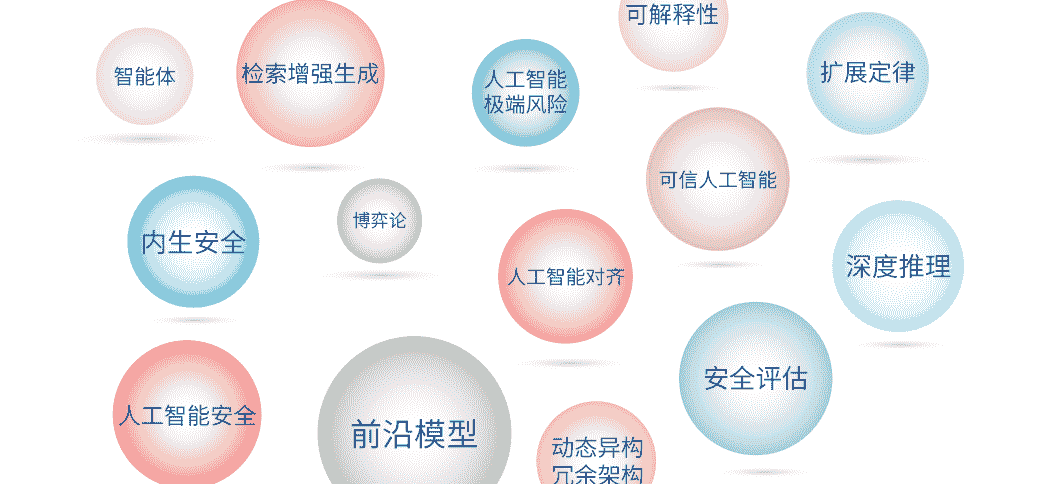 可解释性
智能体
检索增强生成
人工智能
极端风险
扩展定律
可信人工智能
内生安全
博弈论
人工智能对齐
深度推理
安全评估
人工智能安全
前沿模型
动态异构
冗余架构